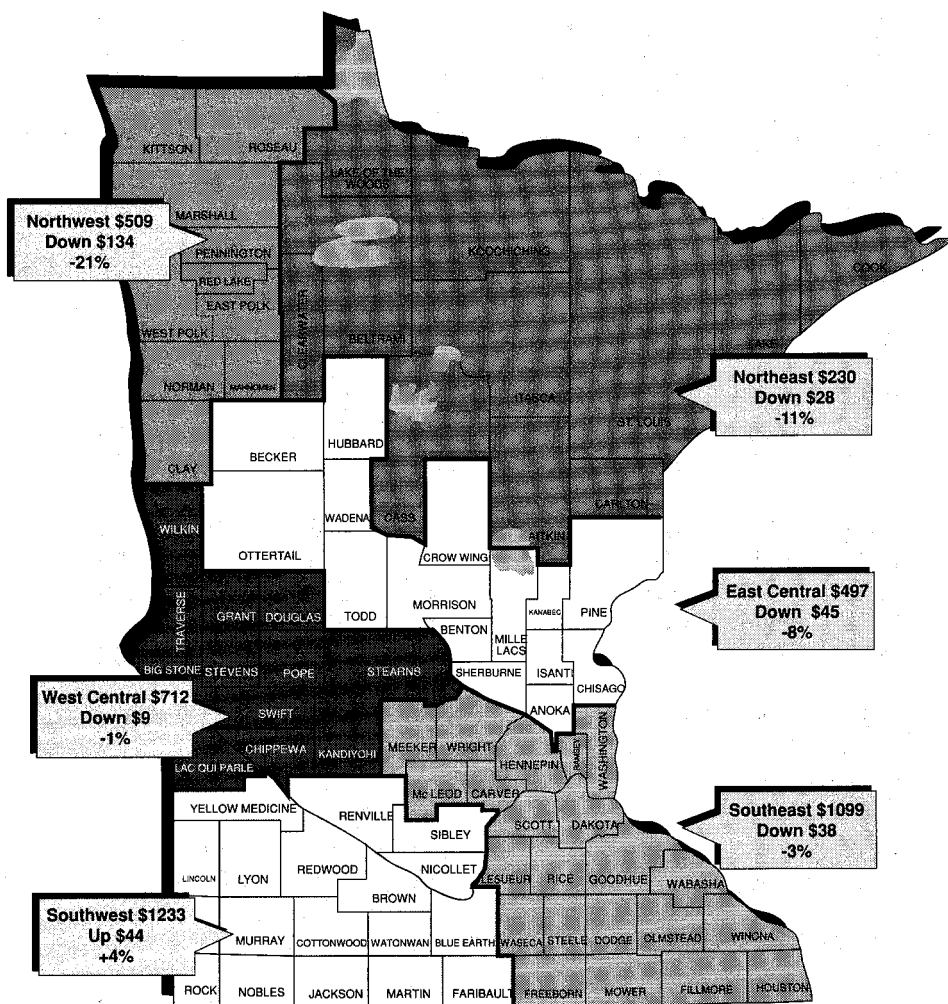 KITTSON
ROSEAU
LAKE OF THE
WOODS
Northwest $509
Down $134
-21%
MARSHALL
PENNINGTON
RED LAKE
EAST POLK
WEST POLK
KOOCHICHING
COOK
CLEARWATER
BELTRAMI
LAKE
NORMAN
MAHNOMEN
ITASCA
ST. LOUIS
Northeast $230
Down $28
-11%
CLAY
BECKER
HUBBARD
WILKIN
OTTERTAIL
WADENA
CASS
CROW WING
AITKIN
CARLTON
TRAVERSE
GRANT
DOUGLAS
TODD
MORRISON
BENTON
MILLE
LACS
KANABEC
PINE
East Central $497
Down $45
-8%
BIG STONE
STEVENS
POPE
STEARNS
SHERBURNE
ISANTI
CHISAGO
ANOKA
West Central $712
Down $9
-1%
SWIFT
CHIPPEWA
KANDIYOHI
LAC QUI PARLE
MEEKER
WRIGHT
HENNEPIN
RAMSEY
WASHINGTON
Mc LEOD
CARVER
YELLOW MEDICINE
RENVILLE
SIBLEY
SCOTT
DAKOTA
Southeast $1099
Down $38
-3%
LINCOLN
LYON
REDWOOD
NICOLLET
BROWN
LESUEUR
RICE
GOODHUE
WABASHA
Southwest $1233
Up $44
+4%
MURRAY
COTTONWOOD
WATONWAN
BLUE EARTH
WASECA
STEELE
DODGE
OLMSTEAD
WINONA
ROCK
NOBLES
JACKSON
MARTIN
FARIBAULT
FREEBORN
MOWER
FILLMORE
HOUSTON